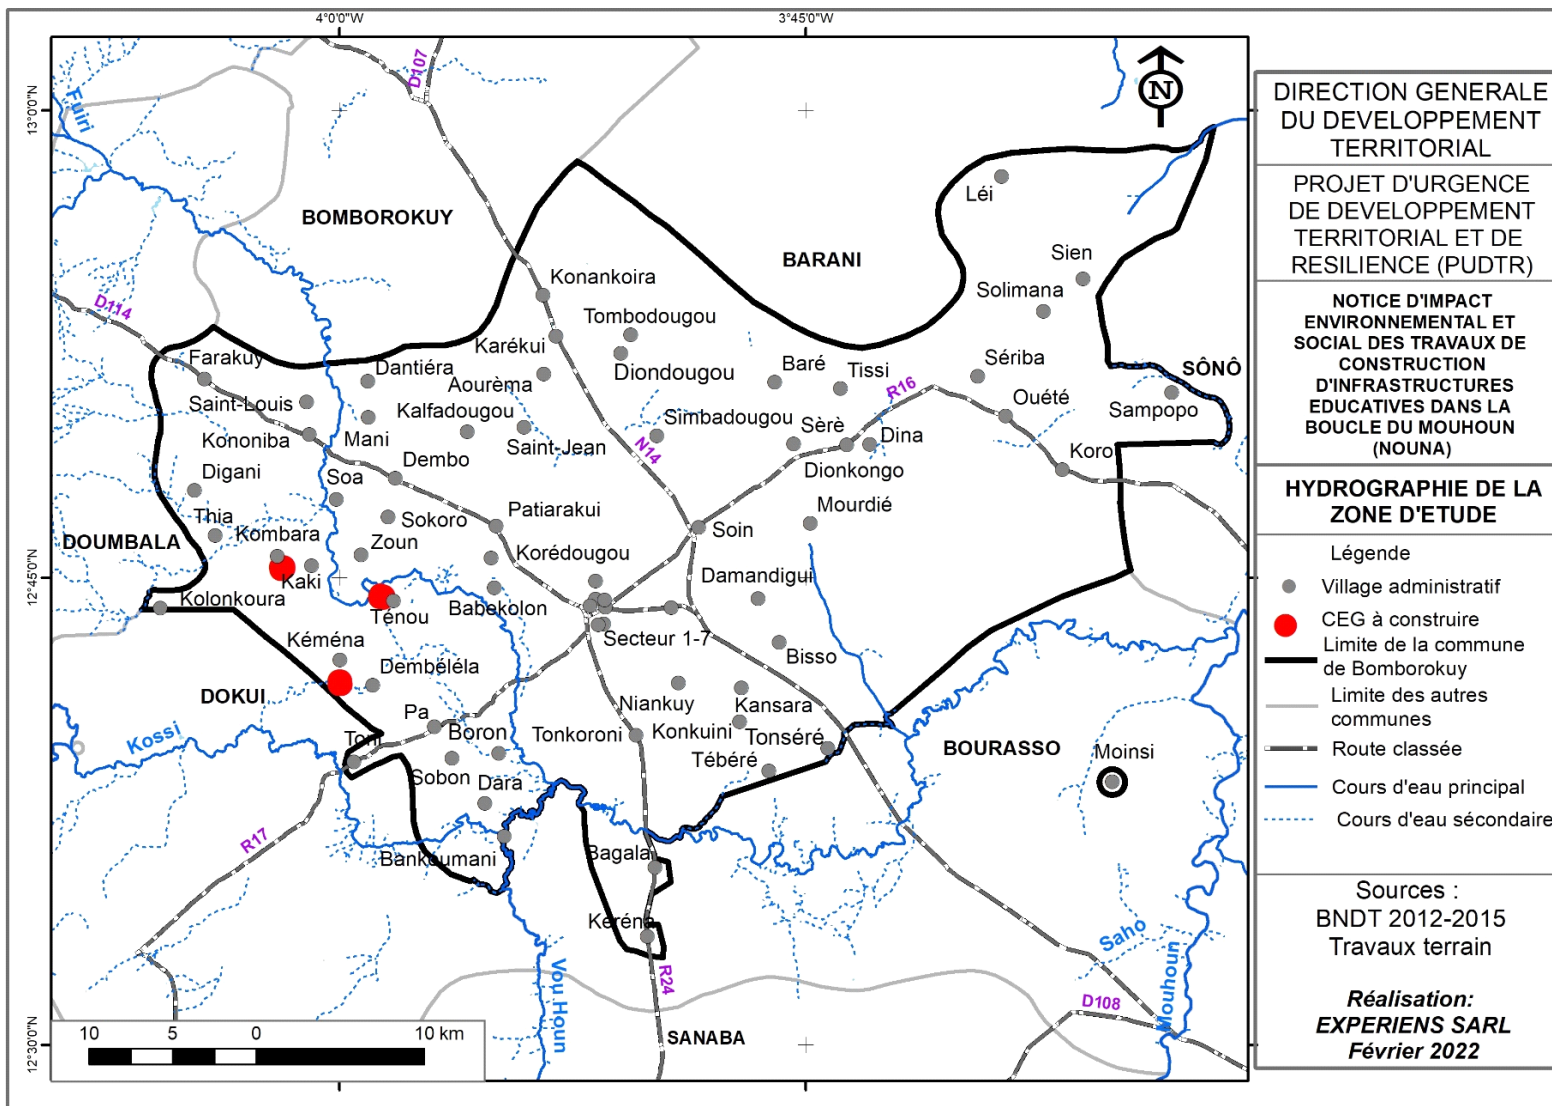 4°0'0"W
3°45'0"W
13°0'0"N
12°45'0"N
12°30'0"N
D107
Fuiri
BOMBOROKUY
BARANI
Léi
Sien
Solimana
Konankoira
Tombodougou
D114
Karékui
Diondougou
Farakuy
Dantiéra
Aourèma
Baré
Tissi
Sériba
SÔNÔ
R16
Saint-Louis
Kalfadougou
Simbadougou
Sèrè
Ouété
Sampopo
Kononiba
Mani
Saint-Jean
N14
Dina
Digani
Dembo
Dionkongo
Koro
Soa
Thia
Sokoro
Patiarakui
Soin
Mourdié
DOUMBALA
Kombara
Zoun
Korédougou
Kaki
Damandigui
Kolonkoura
Ténou
Babekolon
Secteur 1-7
Kéména
Bisso
Dembéléla
DOKUI
Niankuy
Kansara
Pa
Kossi
Toni
Boron
Tonkoroni
Konkuini
Tonséré
BOURASSO
Moinsi
Sobon
Tébéré
Dara
R17
Bankoumani
Bagala
Kéréna
Saho
Vou Houn
R24
Mouhoun
D108
SANABA
10 5 0 10 km
N
DIRECTION GENERALE
DU DEVELOPPEMENT
TERRITORIAL
PROJET D'URGENCE
DE DEVELOPPEMENT
TERRITORIAL ET DE
RESILIENCE (PUDTR)
NOTICE D'IMPACT
ENVIRONNEMENTAL ET
SOCIAL DES TRAVAUX DE
CONSTRUCTION
D'INFRASTRUCTURES
EDUCATIVES DANS LA
BOUCLE DU MOUHOUN
(NOUNA)
HYDROGRAPHIE DE LA
ZONE D'ETUDE
Légende
Village administratif
CEG à construire
Limite de la commune
de Bomborokuy
Limite des autres
communes
Route classée
Cours d'eau principal
Cours d'eau sécondaire
Sources :
BNDT 2012-2015
Travaux terrain
Réalisation:
EXPERIENS SARL
Février 2022